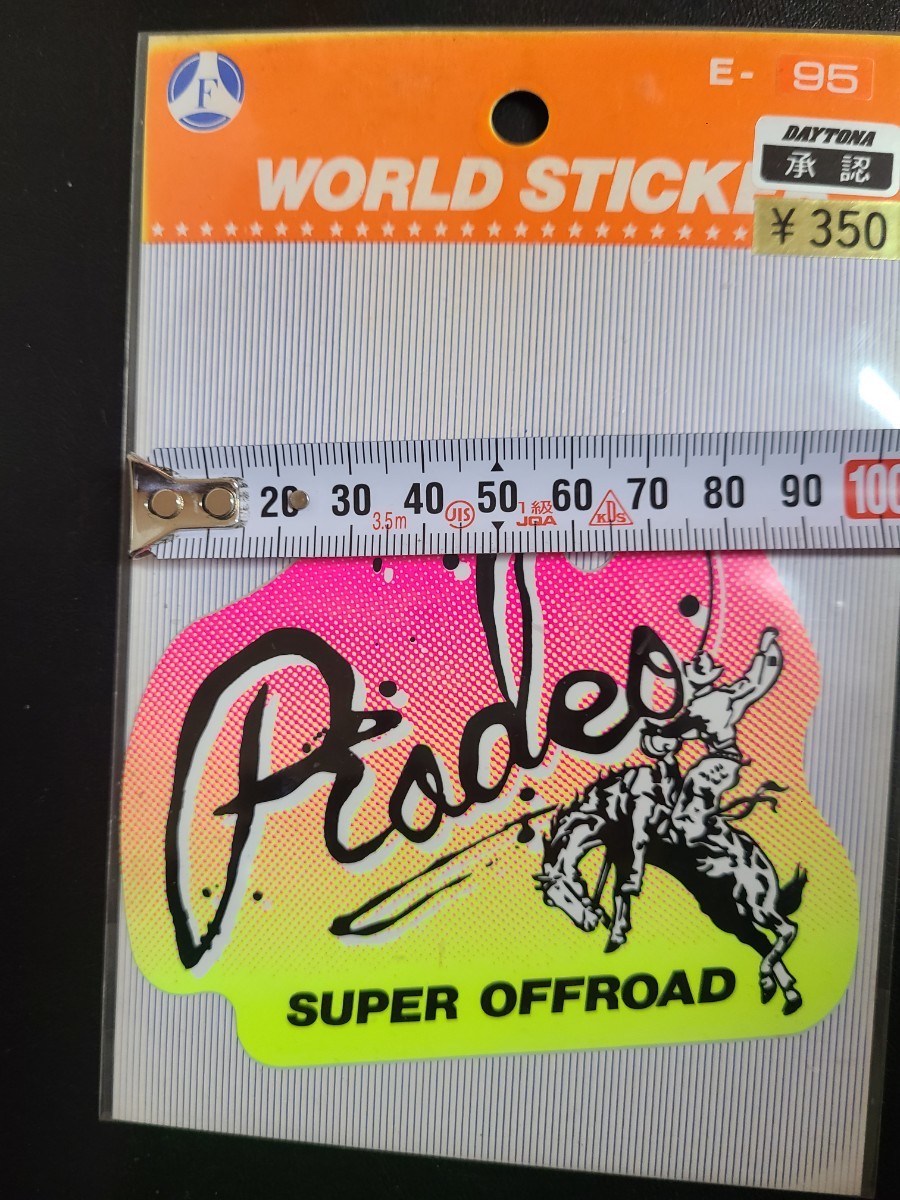 F
E- 95
DAYTONA
承認
WORLD
¥350
20 30 40 50 60 70 80 90 100
3.5m JIS 1級 JQA KDS
Rodeo
SUPER OFFROAD